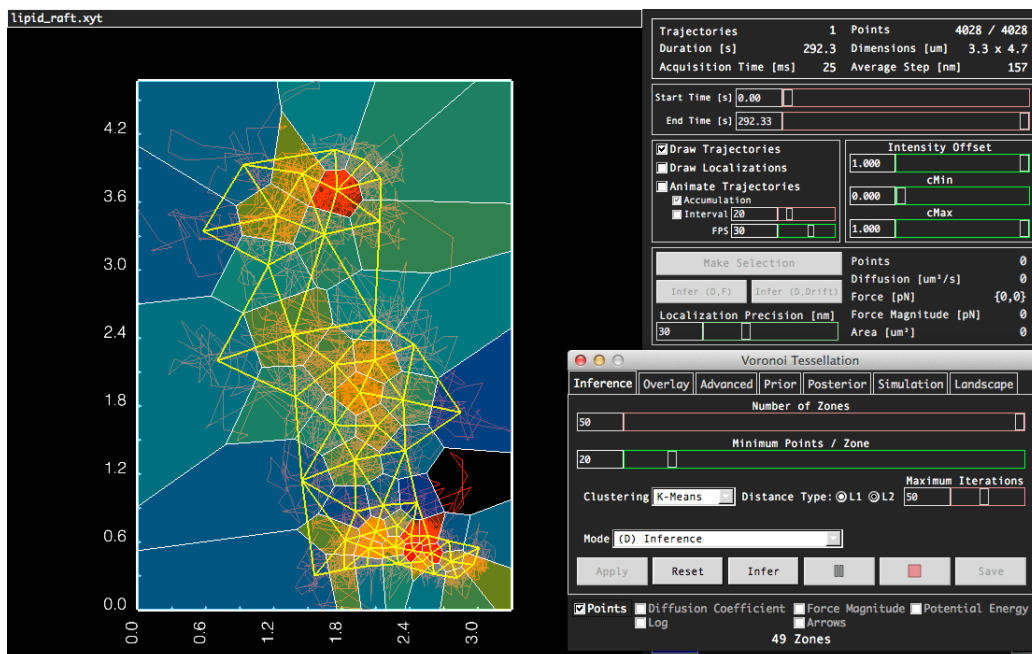 lipid_raft.xyt
4.2
3.6
3.0
2.4
1.8
1.2
0.6
0.0
0.0 0.6 1.2 1.8 2.4 3.0
Trajectories 1 Points 4028 / 4028
Duration [s] 292.3 Dimensions [um] 3.3 x 4.7
Acquisition Time [ms] 25 Average Step [nm] 157
Start Time [s] 0.00
End Time [s] 292.33
Draw Trajectories
Draw Localizations
Animate Trajectories
Accumulation
Interval 20
FPS 30
Intensity Offset
1.000
cMin
0.000
cMax
1.000
Make Selection
Infer (D,F) Infer (D,Drift)
Localization Precision [nm]
30
Points 0
Diffusion [um²/s] 0
Force [pN] {0,0}
Force Magnitude [pN] 0
Area [um²] 0
Voronoi Tessellation
Inference Overlay Advanced Prior Posterior Simulation Landscape
Number of Zones
50
Minimum Points / Zone
20
Clustering K-Means Distance Type: L1 L2
Maximum Iterations
50
Mode (D) Inference
Apply Reset Infer Save
Points Diffusion Coefficient Force Magnitude Potential Energy
Log Arrows
49 Zones